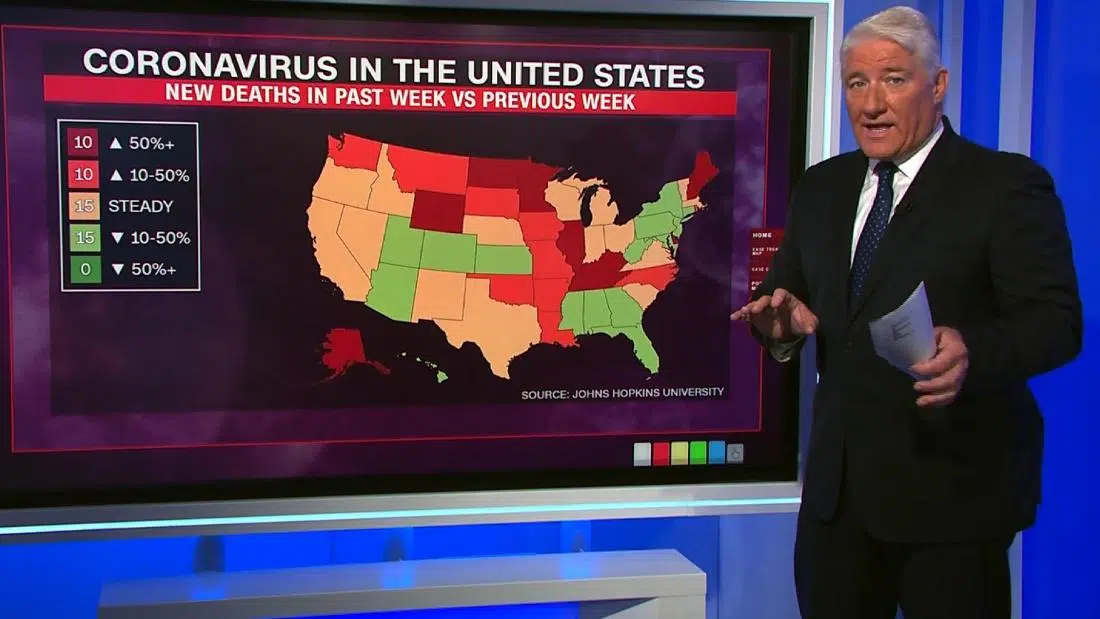 CORONAVIRUS IN THE UNITED STATES
NEW DEATHS IN PAST WEEK VS PREVIOUS WEEK
10 ▲ 50%+
10 ▲ 10-50%
15 STEADY
15 ▼ 10-50%
0 ▼ 50%+
HOME
SOURCE: JOHNS HOPKINS UNIVERSITY